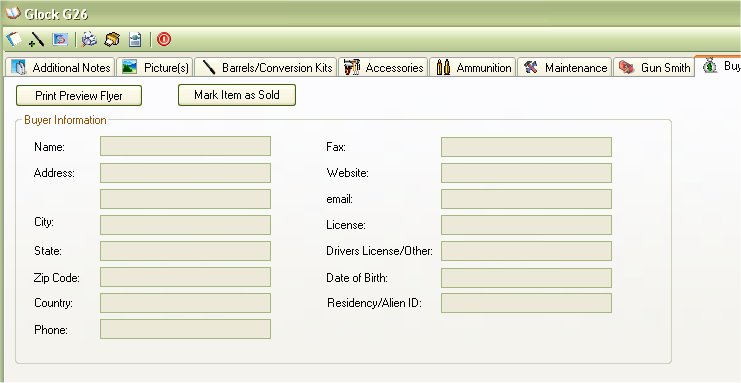 Glock G26
Additional Notes Picture(s) Barrels/Conversion Kits Accessories Ammunition Maintenance Gun Smith Buy
Print Preview Flyer Mark Item as Sold
Buyer Information
Name: Fax:
Address: Website:
email:
City: License:
State: Drivers License/Other:
Zip Code: Date of Birth:
Country: Residency/Alien ID:
Phone: